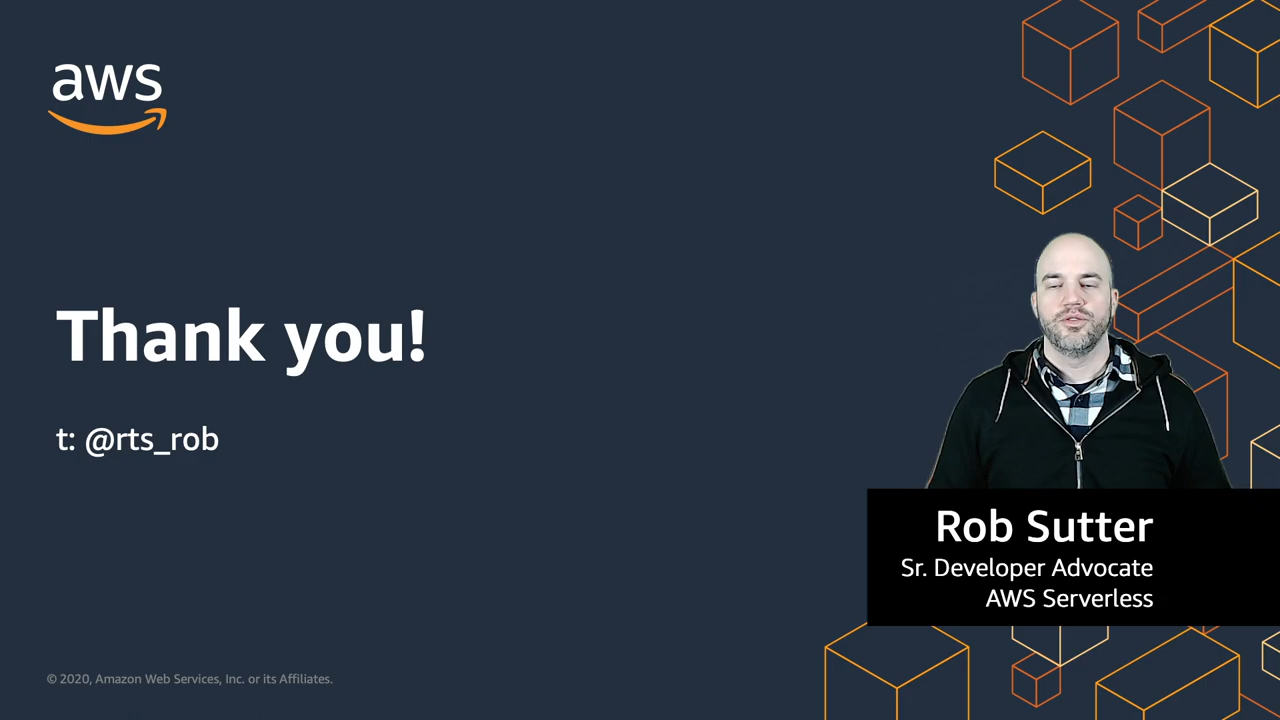 aws
Thank you!
t: @rts_rob
Rob Sutter
Sr. Developer Advocate
AWS Serverless
© 2020, Amazon Web Services, Inc. or its Affiliates.